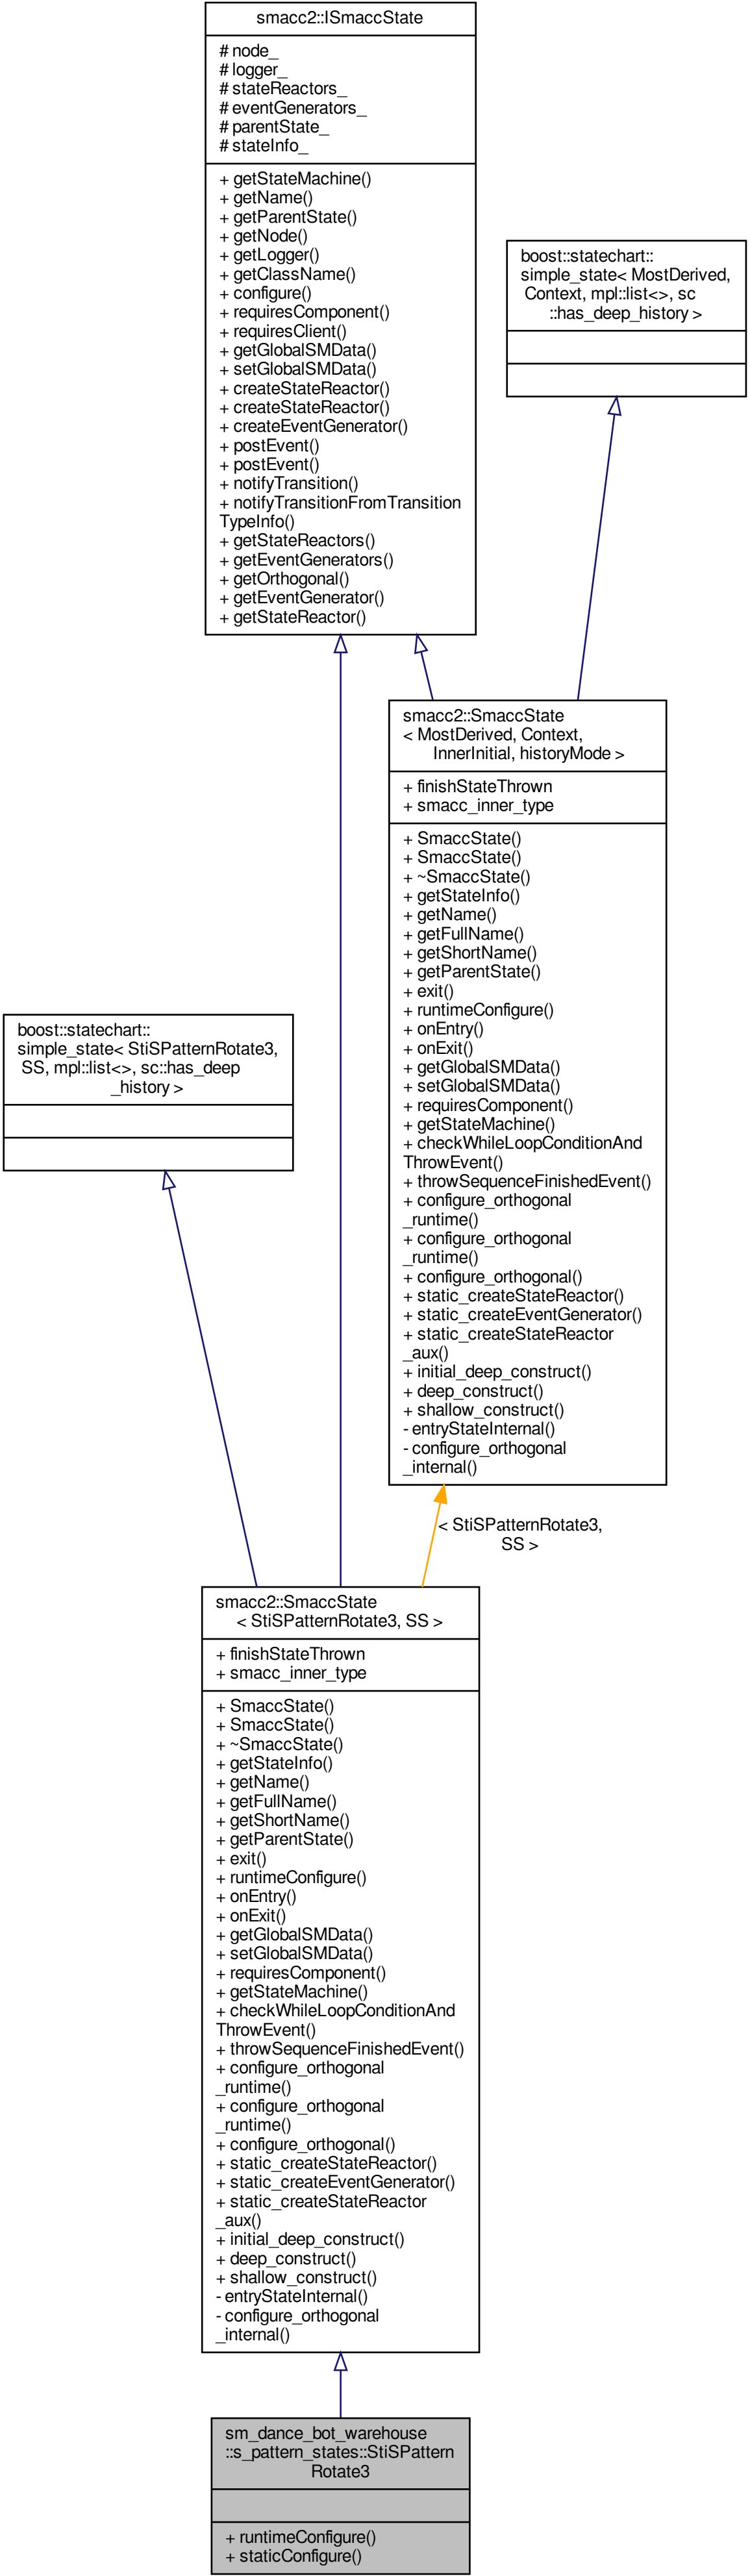 smacc2::ISmaccState
# node_
# logger_
# stateReactors_
# eventGenerators_
# parentState_
# stateInfo_
+ getStateMachine()
+ getName()
+ getParentState()
+ getNode()
+ getLogger()
+ getClassName()
+ configure()
+ requiresComponent()
+ requiresClient()
+ getGlobalSMData()
+ setGlobalSMData()
+ createStateReactor()
+ createStateReactor()
+ createEventGenerator()
+ postEvent()
+ postEvent()
+ notifyTransition()
+ notifyTransitionFromTransition
TypeInfo()
+ getStateReactors()
+ getEventGenerators()
+ getOrthogonal()
+ getEventGenerator()
+ getStateReactor()
boost::statechart::
simple_state< MostDerived,
Context, mpl::list<>, sc
::has_deep_history >
smacc2::SmaccState
< MostDerived, Context,
InnerInitial, historyMode >
+ finishStateThrown
+ smacc_inner_type
+ SmaccState()
+ SmaccState()
+ ~SmaccState()
+ getStateInfo()
+ getName()
+ getFullName()
+ getShortName()
+ getParentState()
+ exit()
+ runtimeConfigure()
+ onEntry()
+ onExit()
+ getGlobalSMData()
+ setGlobalSMData()
+ requiresComponent()
+ getStateMachine()
+ checkWhileLoopConditionAnd
ThrowEvent()
+ throwSequenceFinishedEvent()
+ configure_orthogonal
_runtime()
+ configure_orthogonal
_runtime()
+ configure_orthogonal()
+ static_createStateReactor()
+ static_createEventGenerator()
+ static_createStateReactor
_aux()
+ initial_deep_construct()
+ deep_construct()
+ shallow_construct()
- entryStateInternal()
- configure_orthogonal
_internal()
boost::statechart::
simple_state< StiSPatternRotate3,
SS, mpl::list<>, sc::has_deep
_history >
< StiSPatternRotate3,
SS >
smacc2::SmaccState
< StiSPatternRotate3, SS >
+ finishStateThrown
+ smacc_inner_type
+ SmaccState()
+ SmaccState()
+ ~SmaccState()
+ getStateInfo()
+ getName()
+ getFullName()
+ getShortName()
+ getParentState()
+ exit()
+ runtimeConfigure()
+ onEntry()
+ onExit()
+ getGlobalSMData()
+ setGlobalSMData()
+ requiresComponent()
+ getStateMachine()
+ checkWhileLoopConditionAnd
ThrowEvent()
+ throwSequenceFinishedEvent()
+ configure_orthogonal
_runtime()
+ configure_orthogonal
_runtime()
+ configure_orthogonal()
+ static_createStateReactor()
+ static_createEventGenerator()
+ static_createStateReactor
_aux()
+ initial_deep_construct()
+ deep_construct()
+ shallow_construct()
- entryStateInternal()
- configure_orthogonal
_internal()
sm_dance_bot_warehouse
::s_pattern_states::StiSPattern
Rotate3
+ runtimeConfigure()
+ staticConfigure()